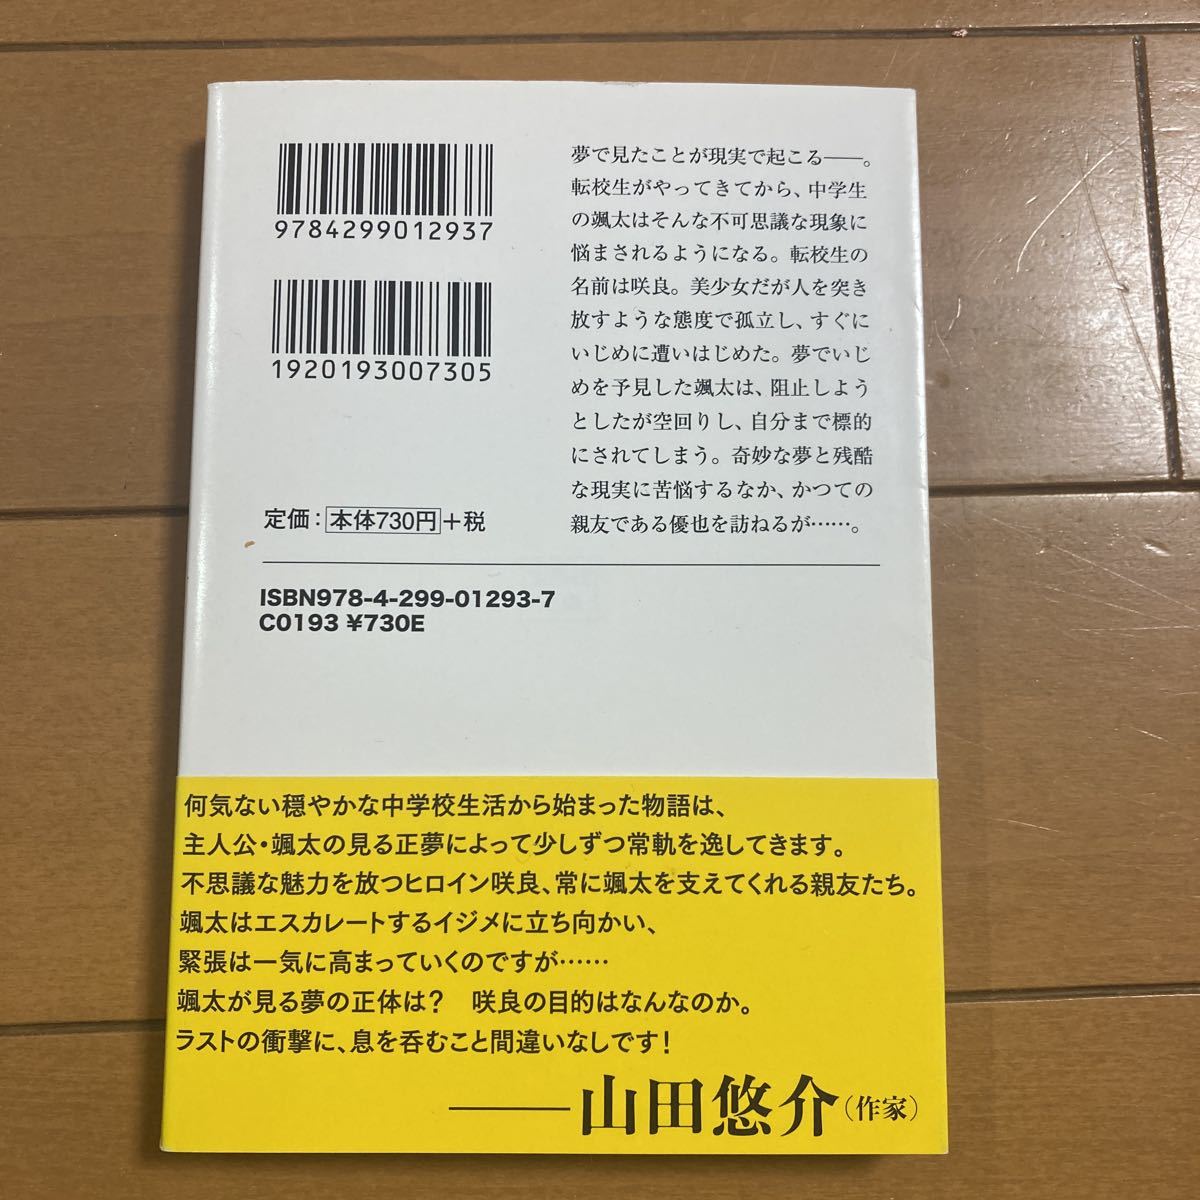 9784299012937
1920193007305
定価：本体730円+税
夢で見たことが現実で起こる――。
転校生がやってきてから、中学生
の颯太はそんな不可思議な現象に
悩まされるようになる。転校生の
名前は咲良。美少女だが人を突き
放すような態度で孤立し、すぐに
いじめに遭いはじめた。夢でいじ
めを予見した颯太は、阻止しよう
としたが空回りし、自分まで標的
にされてしまう。奇妙な夢と残酷
な現実に苦悩するなか、かつての
親友である優也を訪ねるが……。
ISBN978-4-299-01293-7
C0193 ¥730E
何気ない穏やかな中学校生活から始まった物語は、
主人公・颯太の見る正夢によって少しずつ常軌を逸してきます。
不思議な魅力を放つヒロイン咲良、常に颯太を支えてくれる親友たち。
颯太はエスカレートするイジメに立ち向かい、
緊張は一気に高まっていくのですが……
颯太が見る夢の正体は？　咲良の目的はなんなのか。
ラストの衝撃に、息を呑むこと間違いなしです！
――山田悠介（作家）